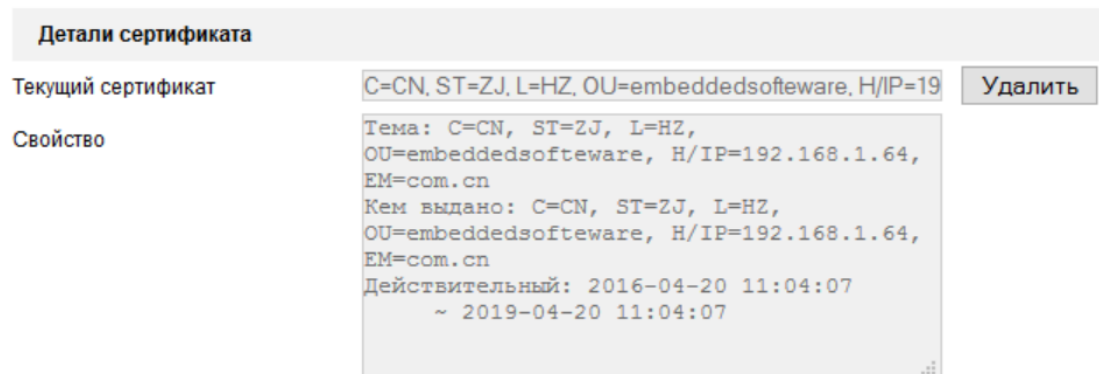 Детали сертификата
Текущий сертификат
C=CN, ST=ZJ, L=HZ, OU=embeddedsofteware, H/IP=19
Удалить
Свойство
Тема: C=CN, ST=ZJ, L=HZ,
OU=embeddedsofteware, H/IP=192.168.1.64,
EM=com.cn
Кем выдано: C=CN, ST=ZJ, L=HZ,
OU=embeddedsofteware, H/IP=192.168.1.64,
EM=com.cn
Действительный: 2016-04-20 11:04:07
~ 2019-04-20 11:04:07